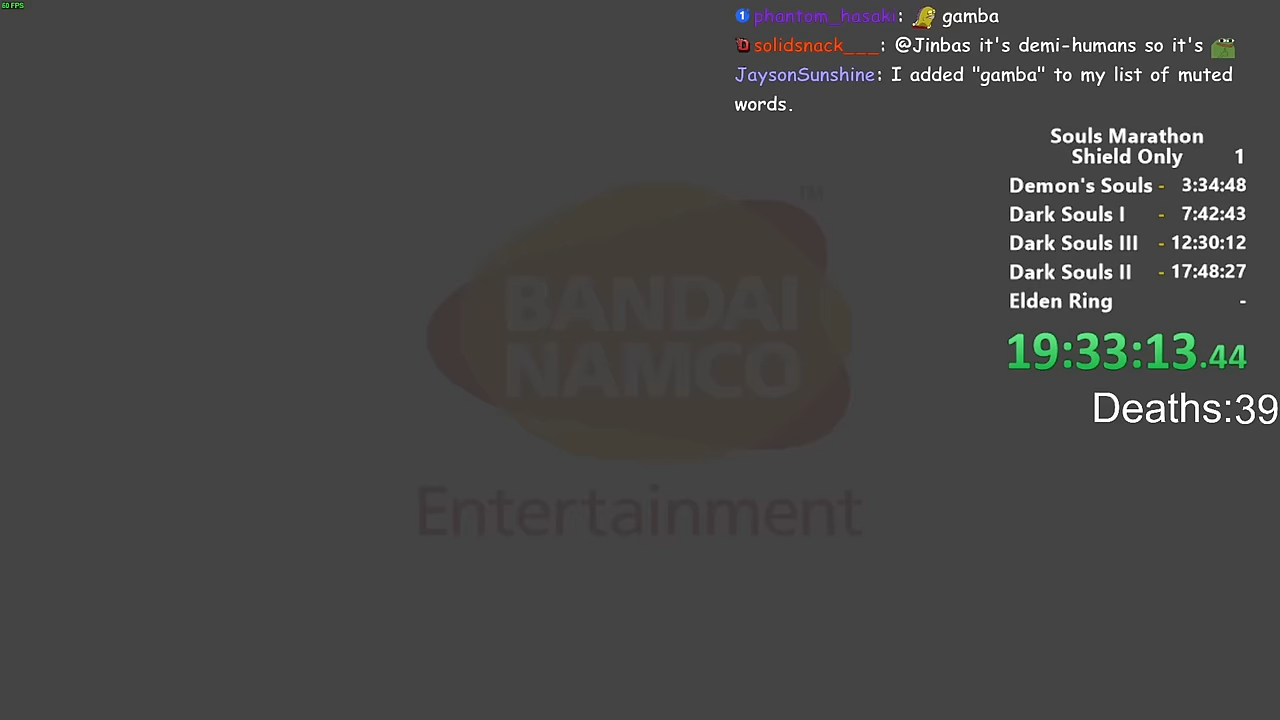 60 FPS
phantom_hasaki: gamba
solidsnack___: @Jinbas it's demi-humans so it's
JaysonSunshine: I added "gamba" to my list of muted
words.
Souls Marathon
Shield Only 1
Demon's Souls - 3:34:48
Dark Souls I - 7:42:43
Dark Souls III - 12:30:12
Dark Souls II - 17:48:27
Elden Ring -
19:33:13.44
Deaths:39
TM
BANDAI
NAMCO
Entertainment